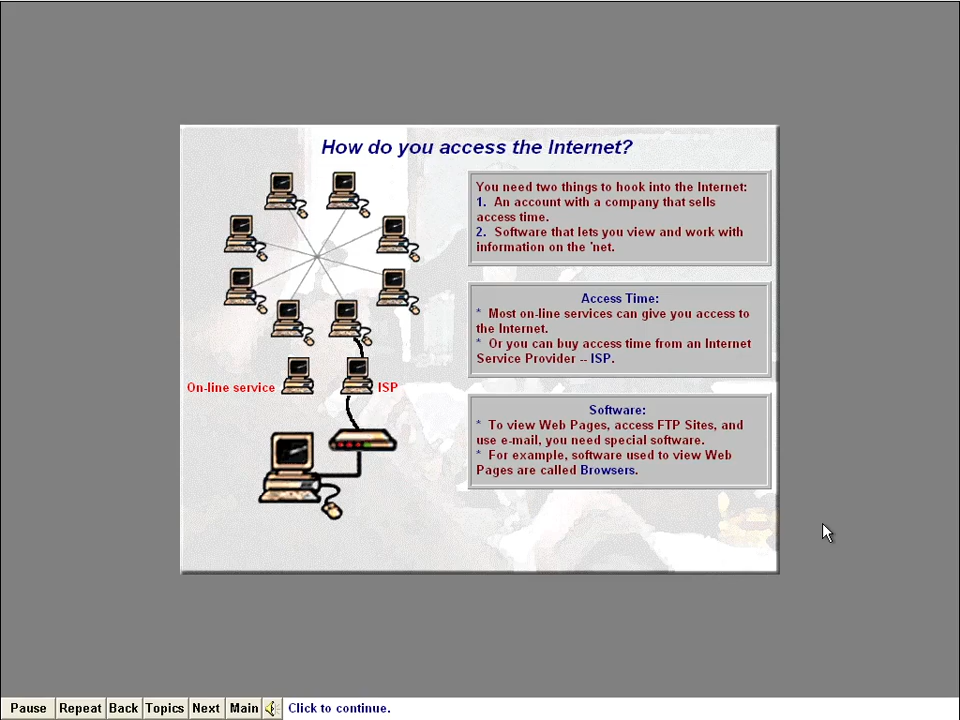 How do you access the Internet?
You need two things to hook into the Internet:
1. An account with a company that sells
access time.
2. Software that lets you view and work with
information on the 'net.
Access Time:
* Most on-line services can give you access to
the Internet.
* Or you can buy access time from an Internet
Service Provider -- ISP.
On-line service
ISP
Software:
* To view Web Pages, access FTP Sites, and
use e-mail, you need special software.
* For example, software used to view Web
Pages are called Browsers.
Pause Repeat Back Topics Next Main Click to continue.